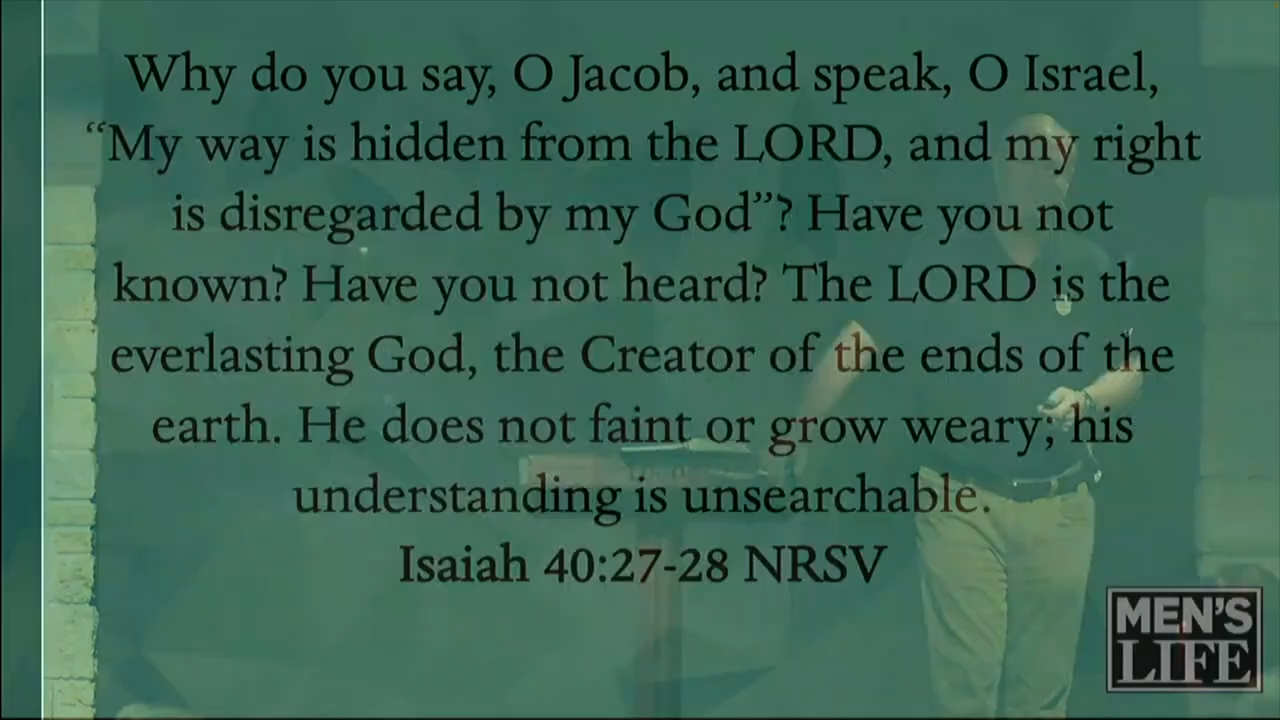 Why do you say, O Jacob, and speak, O Israel,
“My way is hidden from the LORD, and my right
is disregarded by my God”? Have you not
known? Have you not heard? The LORD is the
everlasting God, the Creator of the ends of the
earth. He does not faint or grow weary; his
understanding is unsearchable.
Isaiah 40:27-28 NRSV
MEN'S
LIFE